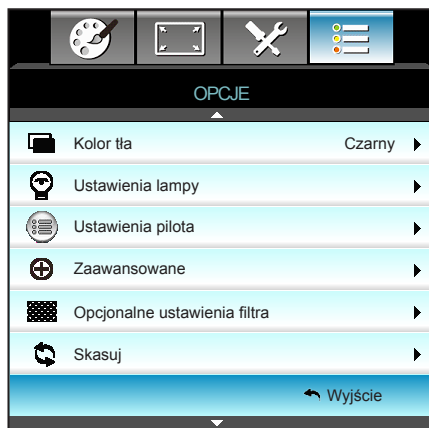 OPCJE
Kolor tła Czarny
Ustawienia lampy
Ustawienia pilota
Zaawansowane
Opcjonalne ustawienia filtra
Skasuj
Wyjście